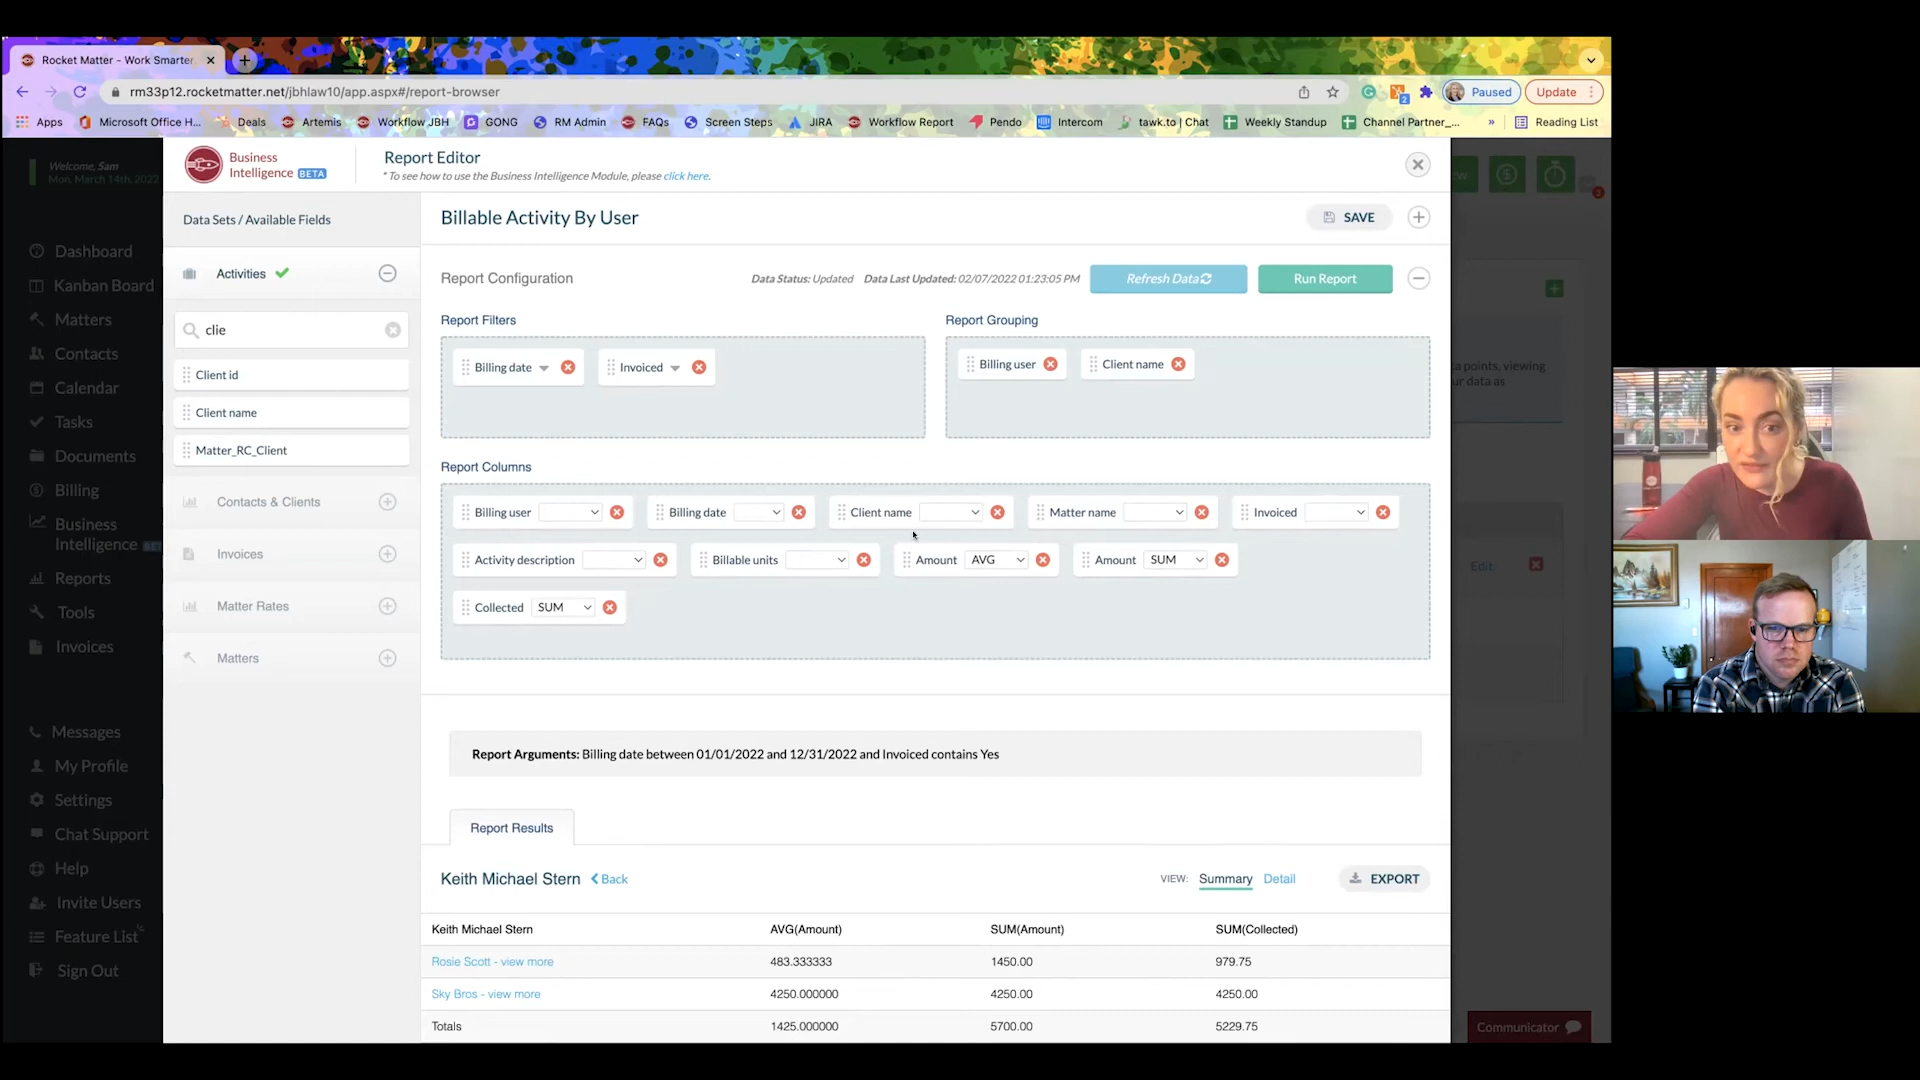 Rocket Matter - Work Smarter
rm33p12.rocketmatter.net/jbhlaw10/app.aspx#/report-browser
2
Paused
Update
Apps
Microsoft Office H...
Deals
Artemis
Workflow JBH
GONG
RM Admin
FAQs
Screen Steps
JIRA
Workflow Report
Pendo
Intercom
tawk.to | Chat
Weekly Standup
Channel Partner_...
»
Reading List
Welcome, Sam
Mon, March 14th, 2022
Dashboard
Kanban Board
Matters
Contacts
Calendar
Tasks
Documents
Billing
Business
Intelligence BET
Reports
Tools
Invoices
Messages
My Profile
Settings
Chat Support
Help
Invite Users
Feature List
Sign Out
Business
Intelligence BETA
Report Editor
* To see how to use the Business Intelligence Module, please click here.
Data Sets / Available Fields
Activities
clie
Client id
Client name
Matter_RC_Client
Contacts & Clients
Invoices
Matter Rates
Matters
Billable Activity By User
SAVE
Report Configuration
Data Status: Updated Data Last Updated: 02/07/2022 01:23:05 PM
Refresh Data
Run Report
Report Filters
Billing date
Invoiced
Report Grouping
Billing user
Client name
Report Columns
Billing user
Billing date
Client name
Matter name
Invoiced
Activity description
Billable units
Amount AVG
Amount SUM
Collected SUM
Report Arguments: Billing date between 01/01/2022 and 12/31/2022 and Invoiced contains Yes
Report Results
Keith Michael Stern
Back
VIEW: Summary Detail
EXPORT
Keith Michael Stern AVG(Amount) SUM(Amount) SUM(Collected)
Rosie Scott - view more 483.333333 1450.00 979.75
Sky Bros - view more 4250.000000 4250.00 4250.00
Totals 1425.000000 5700.00 5229.75
2
ta points, viewing
ur data as
Edit
Communicator